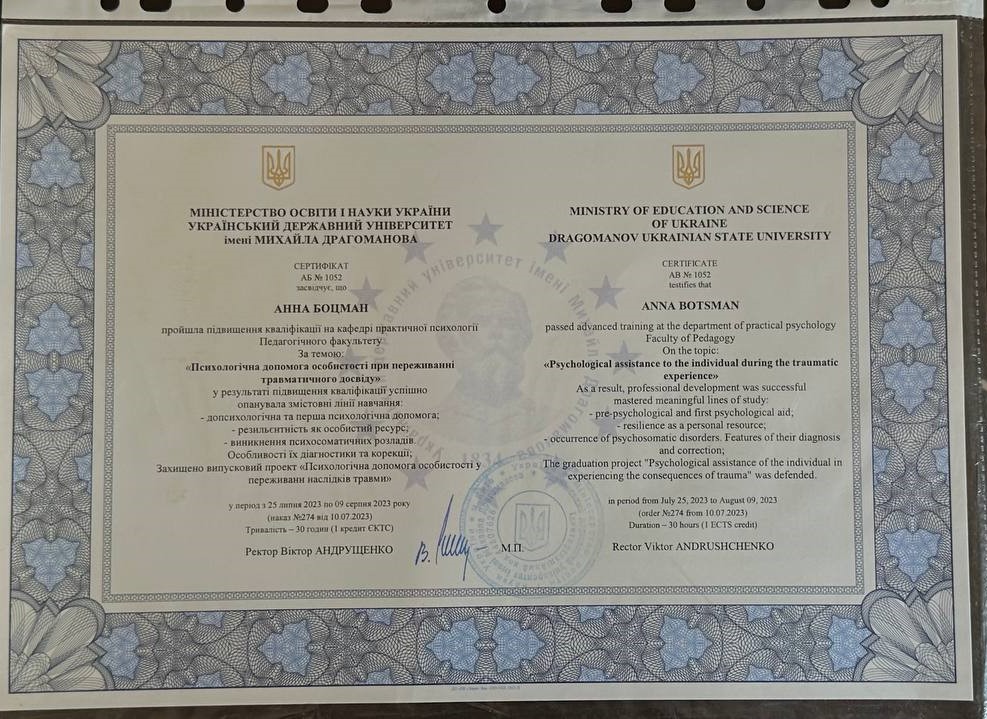 МІНІСТЕРСТВО ОСВІТИ І НАУКИ УКРАЇНИ
УКРАЇНСЬКИЙ ДЕРЖАВНИЙ УНІВЕРСИТЕТ
імені МИХАЙЛА ДРАГОМАНОВА
СЕРТИФІКАТ
АБ № 1052
засвідчує, що
АННА БОЦМАН
пройшла підвищення кваліфікації на кафедрі практичної психології
Педагогічного факультету
За темою:
«Психологічна допомога особистості при переживанні
травматичного досвіду»
у результаті підвищення кваліфікації успішно
опанувала змістовні лінії навчання:
- допсихологічна та перша психологічна допомога;
- резильєнтність як особистий ресурс;
- виникнення психосоматичних розладів.
Особливості їх діагностики та корекції;
Захищено випусковий проект «Психологічна допомога особистості у
переживанн наслідків травми»
у період з 25 липня 2023 по 09 серпня 2023 року
(наказ №274 від 10.07.2023)
Тривалість – 30 годин (1 кредит ЄКТС)
Ректор Віктор АНДРУЩЕНКО
М.П.
MINISTRY OF EDUCATION AND SCIENCE
OF UKRAINE
DRAGOMANOV UKRAINIAN STATE UNIVERSITY
CERTIFICATE
AB № 1052
testifies that
ANNA BOTSMAN
passed advanced training at the department of practical psychology
Faculty of Pedagogy
On the topic:
«Psychological assistance to the individual during the traumatic
experience»
As a result, professional development was successful
mastered meaningful lines of study:
- pre-psychological and first psychological aid;
- resilience as a personal resource;
- occurrence of psychosomatic disorders. Features of their diagnosis
and correction;
The graduation project "Psychological assistance of the individual in
experiencing the consequences of trauma" was defended.
in period from July 25, 2023 to August 09, 2023
(order №274 from 10.07.2023)
Duration – 30 hours (1 ECTS credit)
Rector Viktor ANDRUSHCHENKO